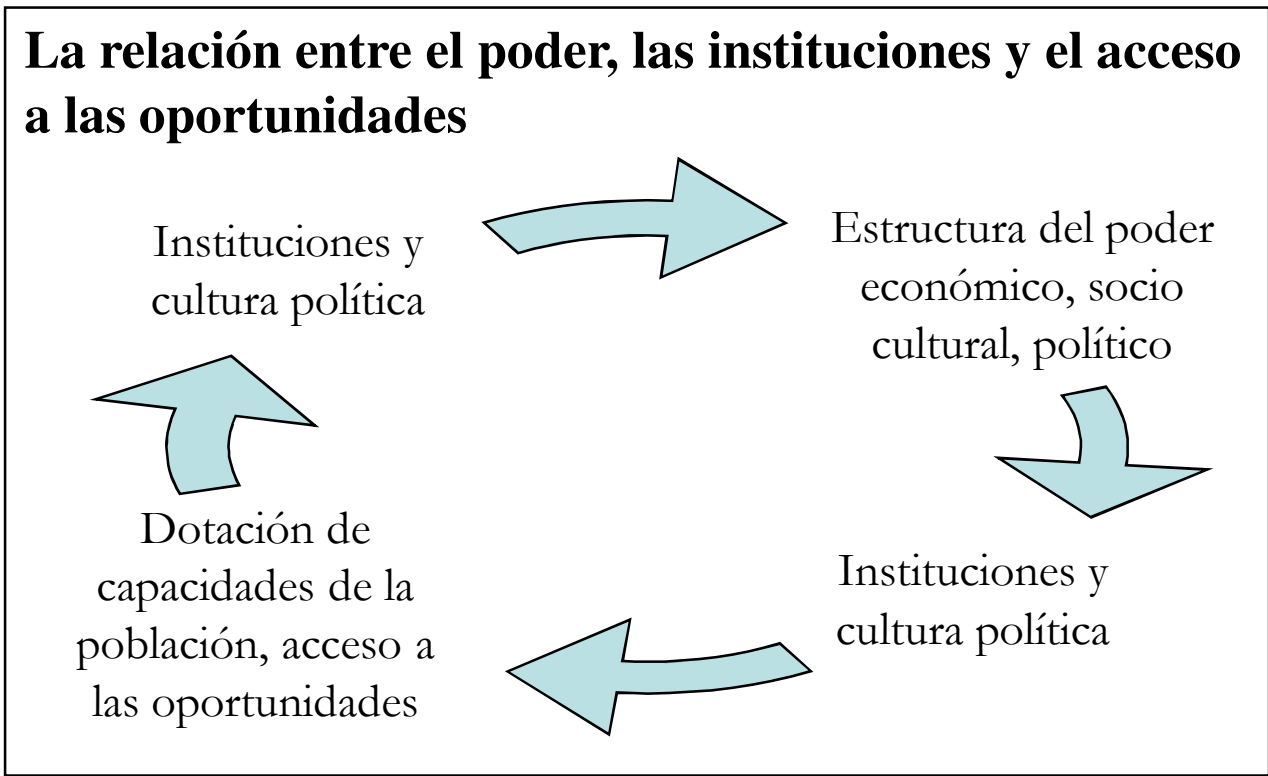 La relación entre el poder, las instituciones y el acceso
a las oportunidades
Instituciones y
cultura política
Estructura del poder
económico, socio
cultural, político
Dotación de
capacidades de la
población, acceso a
las oportunidades
Instituciones y
cultura política